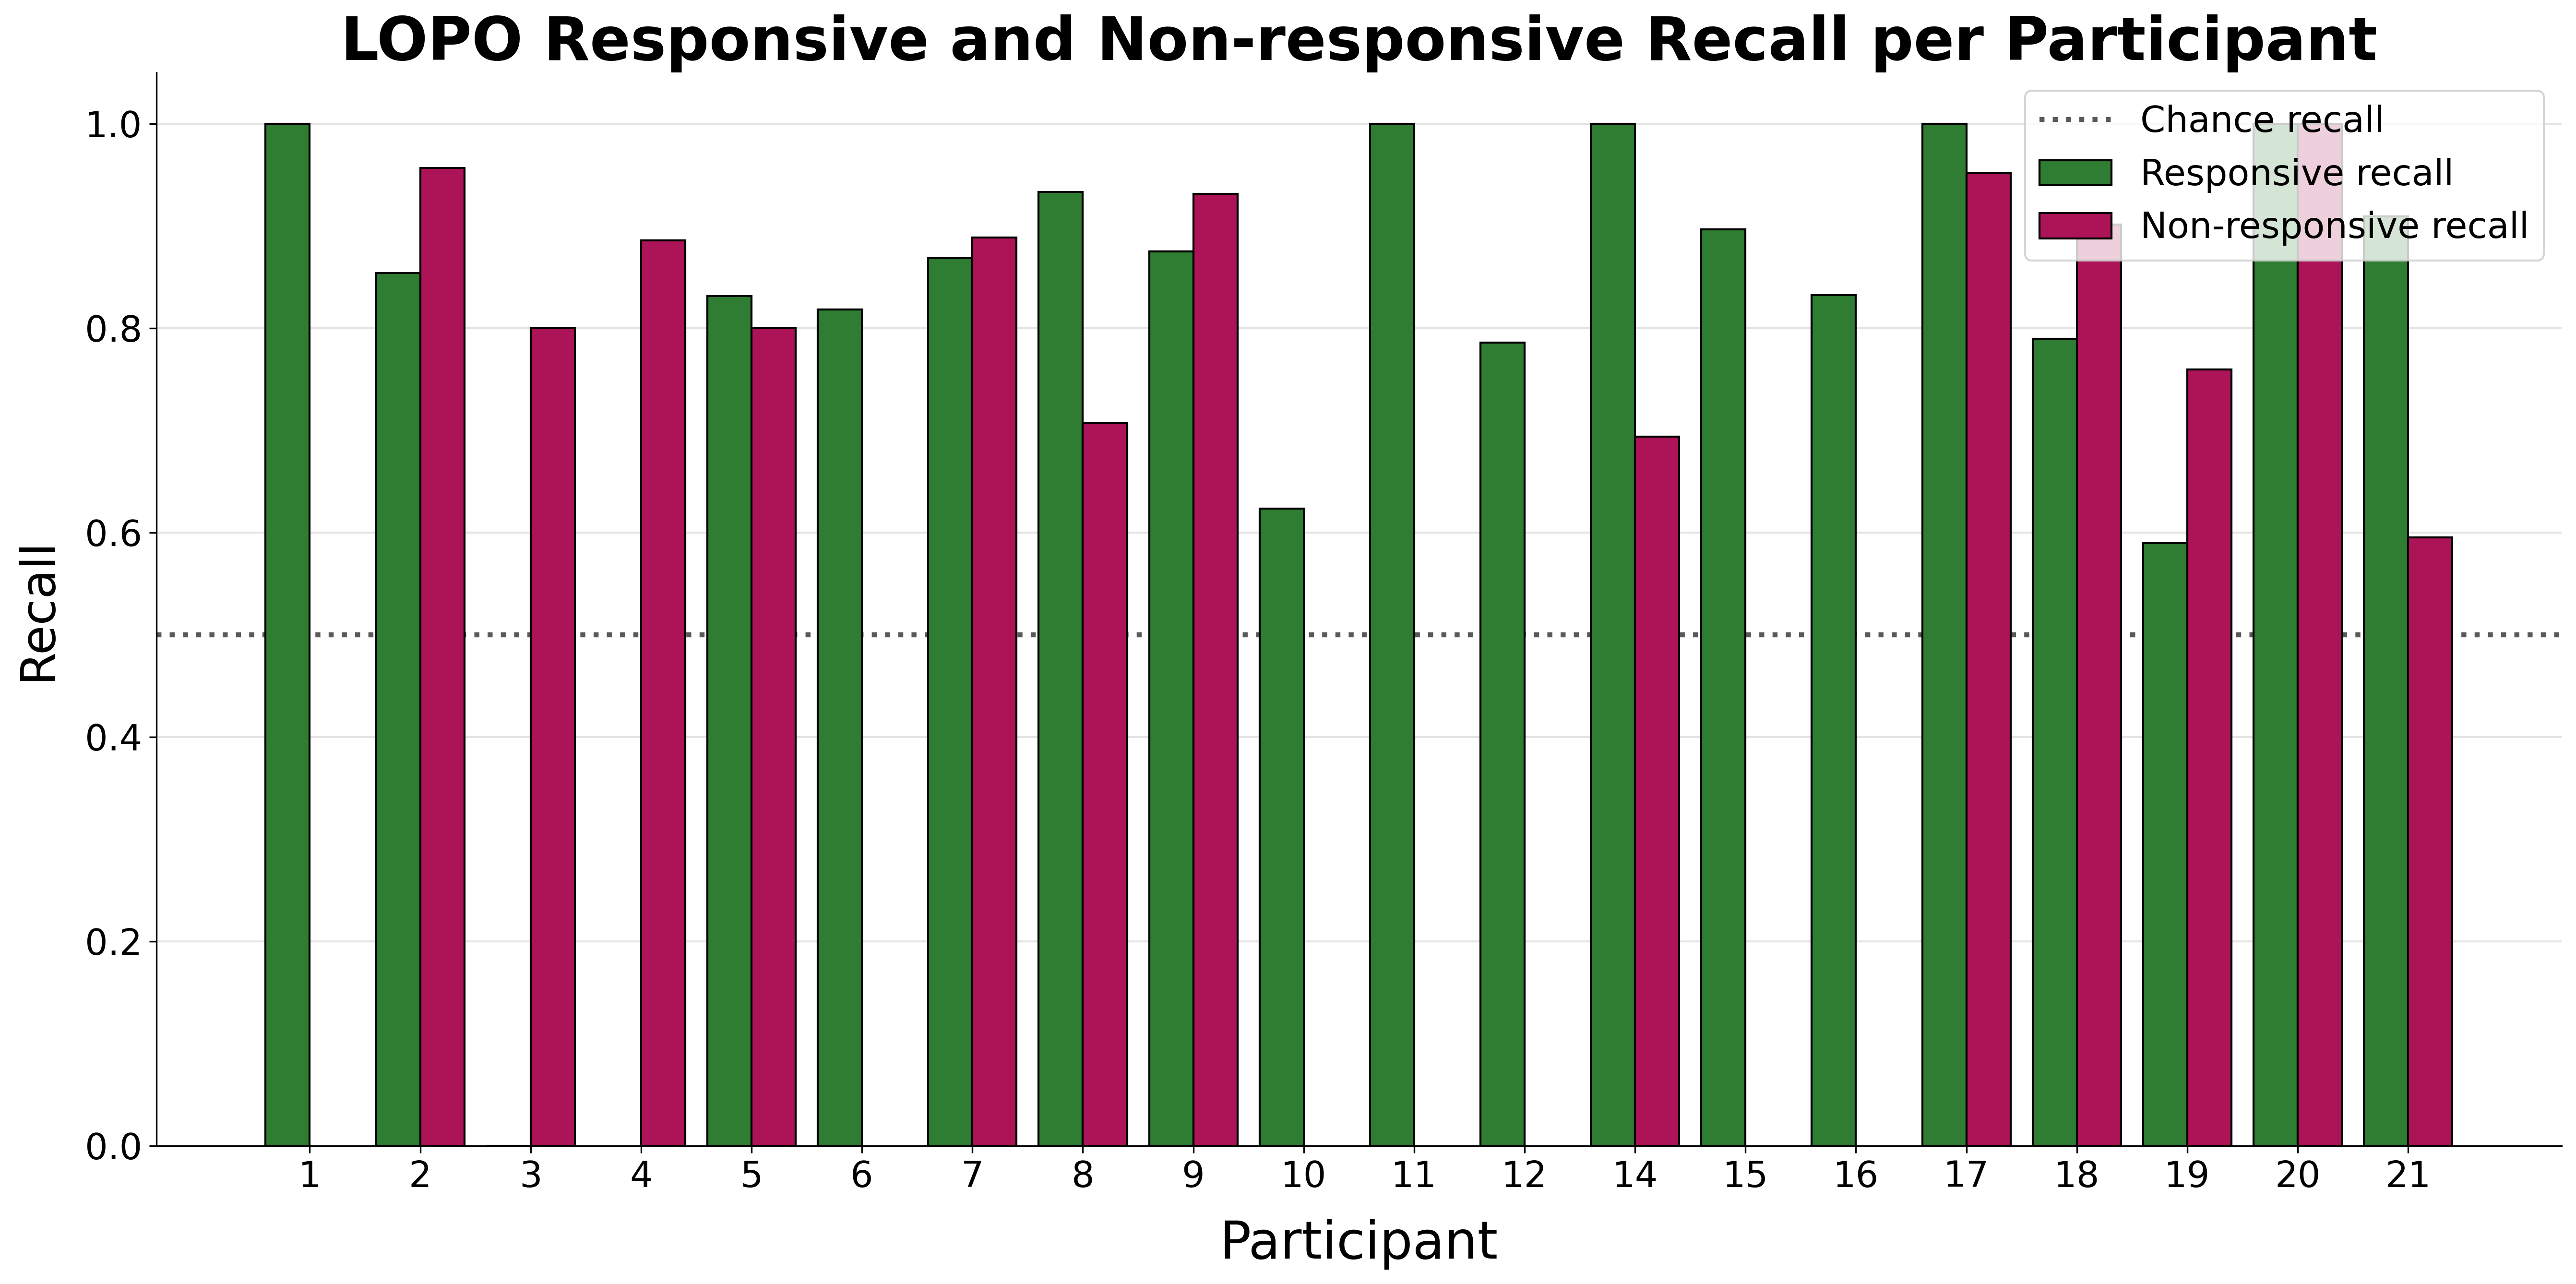 LOPO Responsive and Non-responsive Recall per Participant
Chance recall
Responsive recall
Non-responsive recall
1.0
0.8
0.6
0.4
0.2
0.0
Recall
1 2 3 4 5 6 7 8 9 10 11 12 14 15 16 17 18 19 20 21
Participant